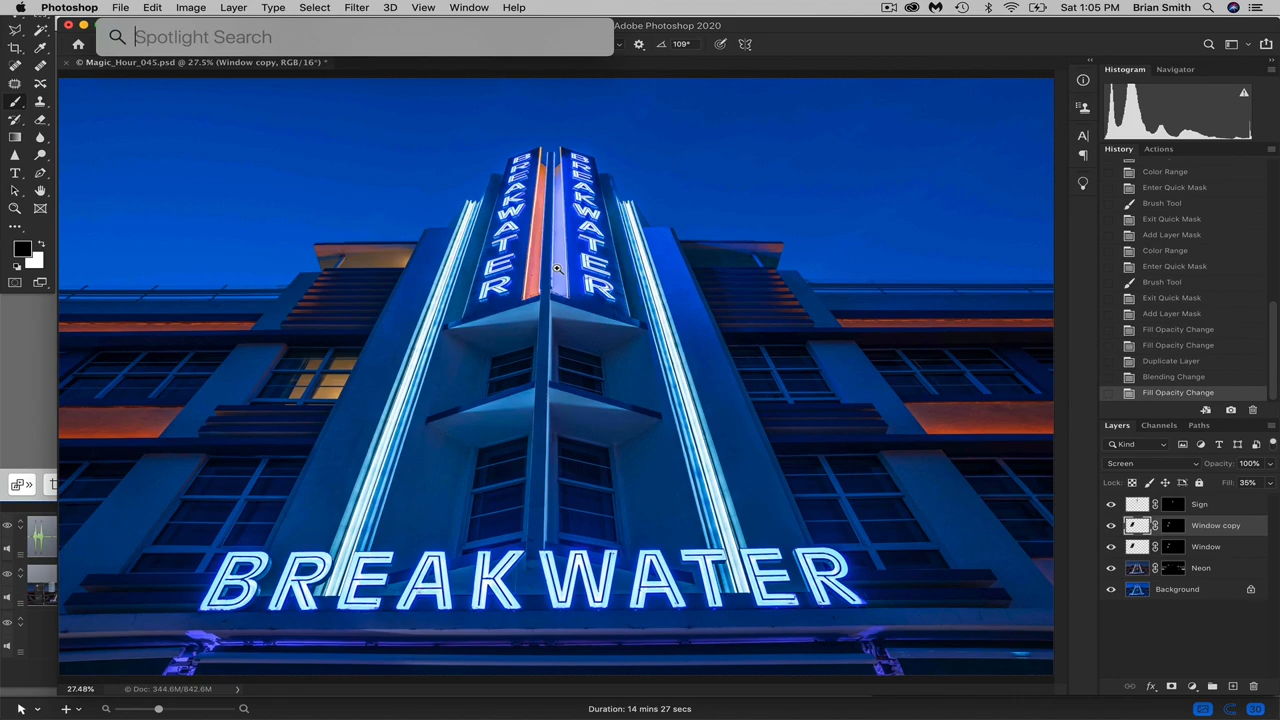 Photoshop File Edit Image Layer Type Select Filter 3D View Window Help Sat 1:05 PM Brian Smith
Spotlight Search
Adobe Photoshop 2020
109°
× © Magic_Hour_045.psd @ 27.5% (Window copy, RGB/16*) *
Histogram Navigator
History Actions
Color Range
Enter Quick Mask
Brush Tool
Exit Quick Mask
Add Layer Mask
Color Range
Enter Quick Mask
Brush Tool
Exit Quick Mask
Add Layer Mask
Fill Opacity Change
Fill Opacity Change
Duplicate Layer
Blending Change
Fill Opacity Change
Layers Channels Paths
Kind
Screen Opacity: 100%
Lock: Fill: 35%
Sign
Window copy
Window
Neon
Background
BREAKWATER
BREAKWATER
BREAKWATER
27.48% © Doc: 344.6M/842.6M
Duration: 14 mins 27 secs
30